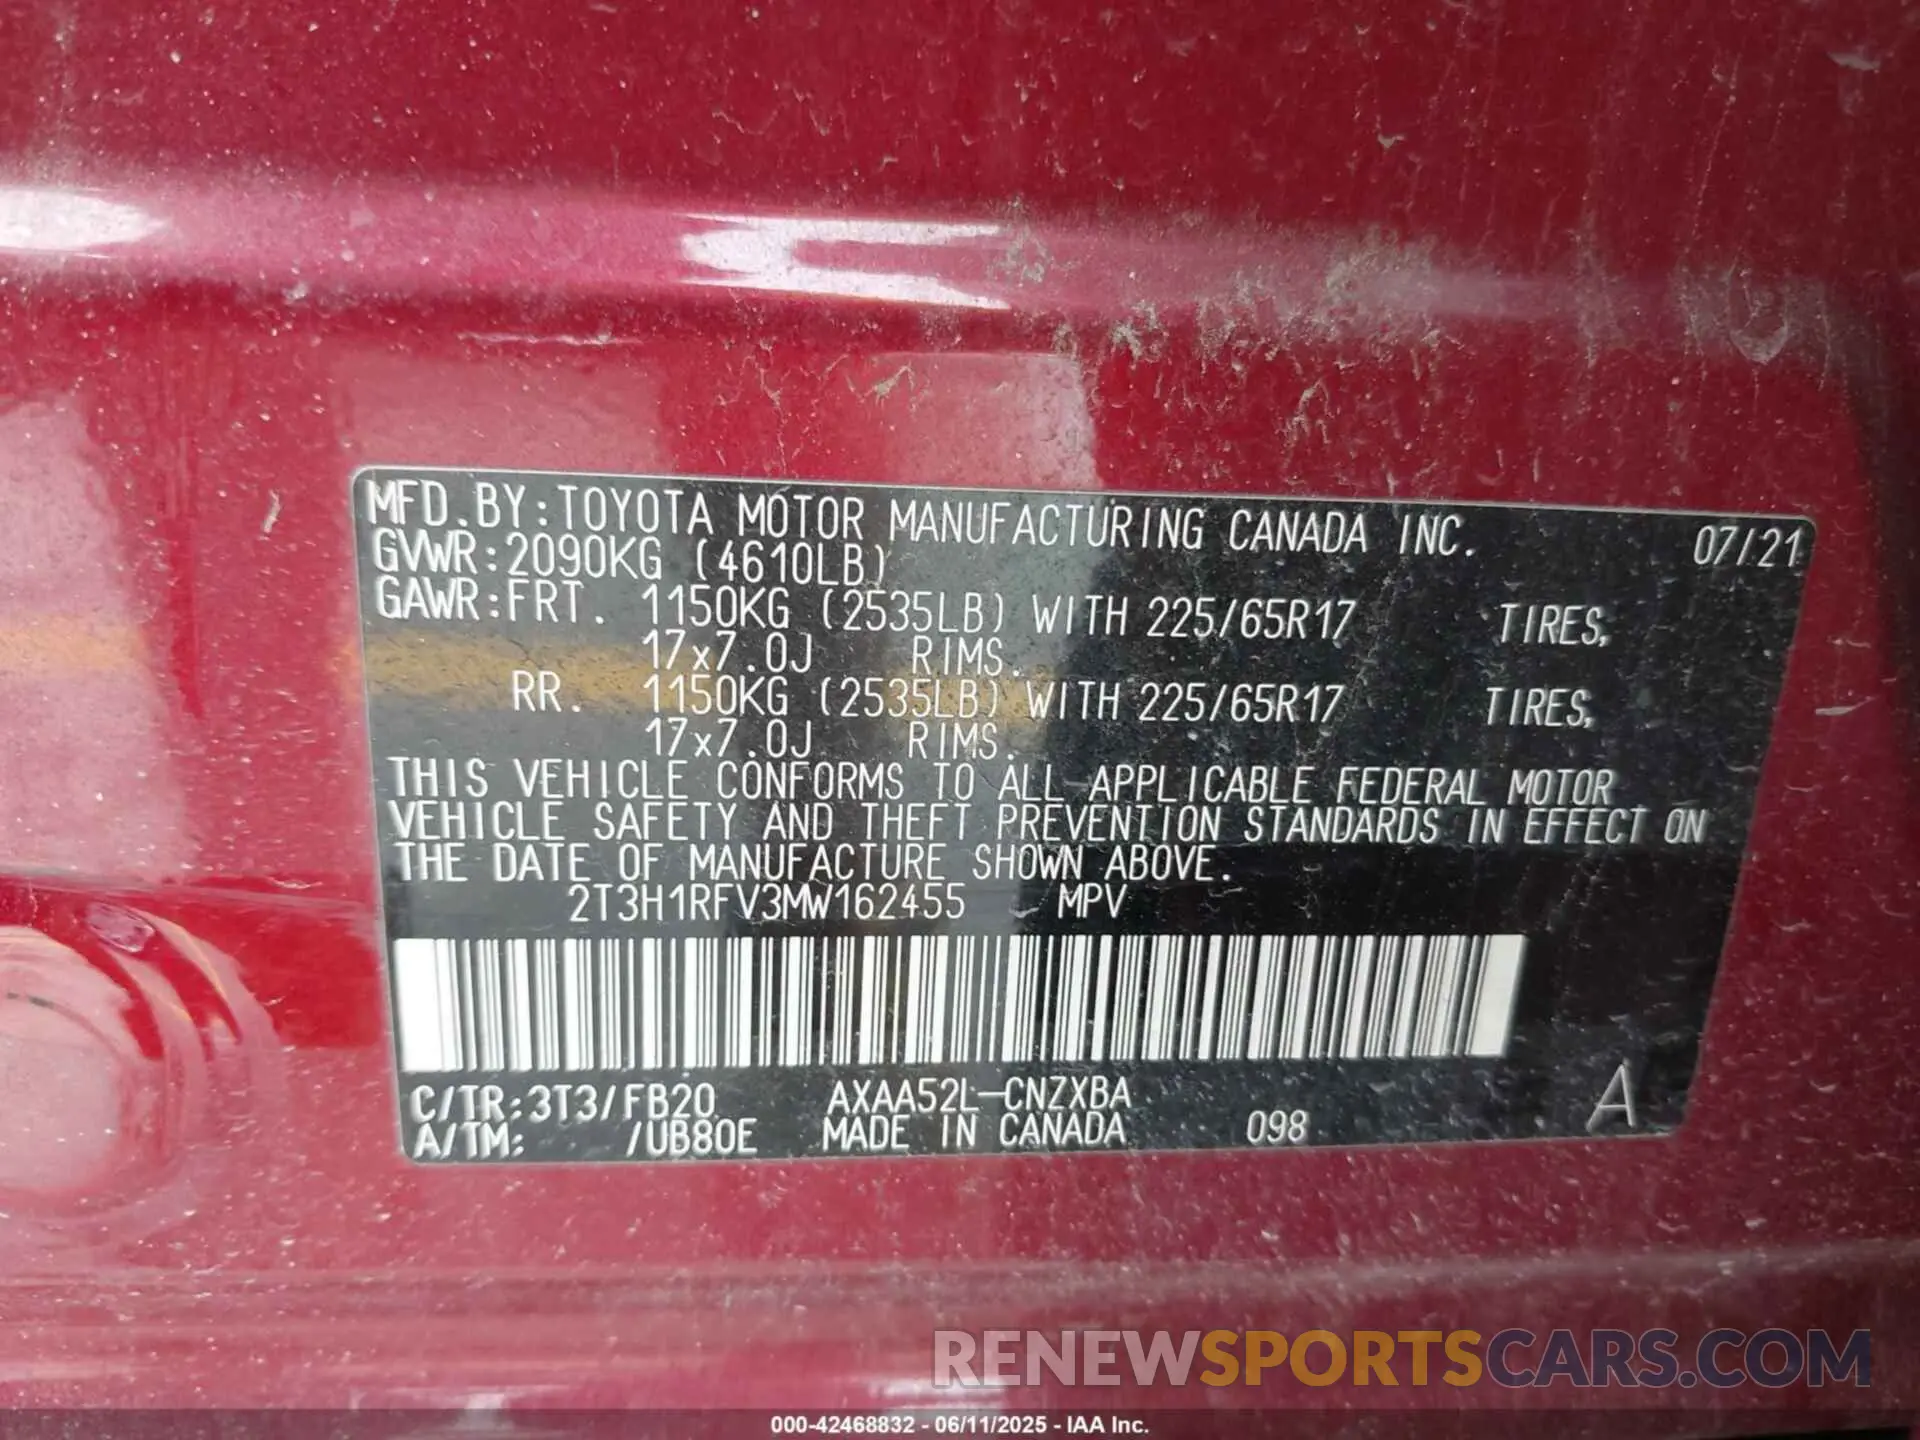 MFD.BY:TOYOTA MOTOR MANUFACTURING CANADA INC. 07/21
GVWR:2090KG (4610LB)
GAWR:FRT. 1150KG (2535LB) WITH 225/65R17 TIRES,
17x7.0J RIMS.
RR. 1150KG (2535LB) WITH 225/65R17 TIRES,
17x7.0J RIMS.
THIS VEHICLE CONFORMS TO ALL APPLICABLE FEDERAL MOTOR
VEHICLE SAFETY AND THEFT PREVENTION STANDARDS IN EFFECT ON
THE DATE OF MANUFACTURE SHOWN ABOVE.
2T3H1RFV3MW162455 MPV
C/TR:3T3/FB20 AXAA52L-CNZXBA
A/TM: /UB80E MADE IN CANADA 098 A
RENEWSPORTSCARS.COM
000-42468832 - 06/11/2025 - IAA Inc.